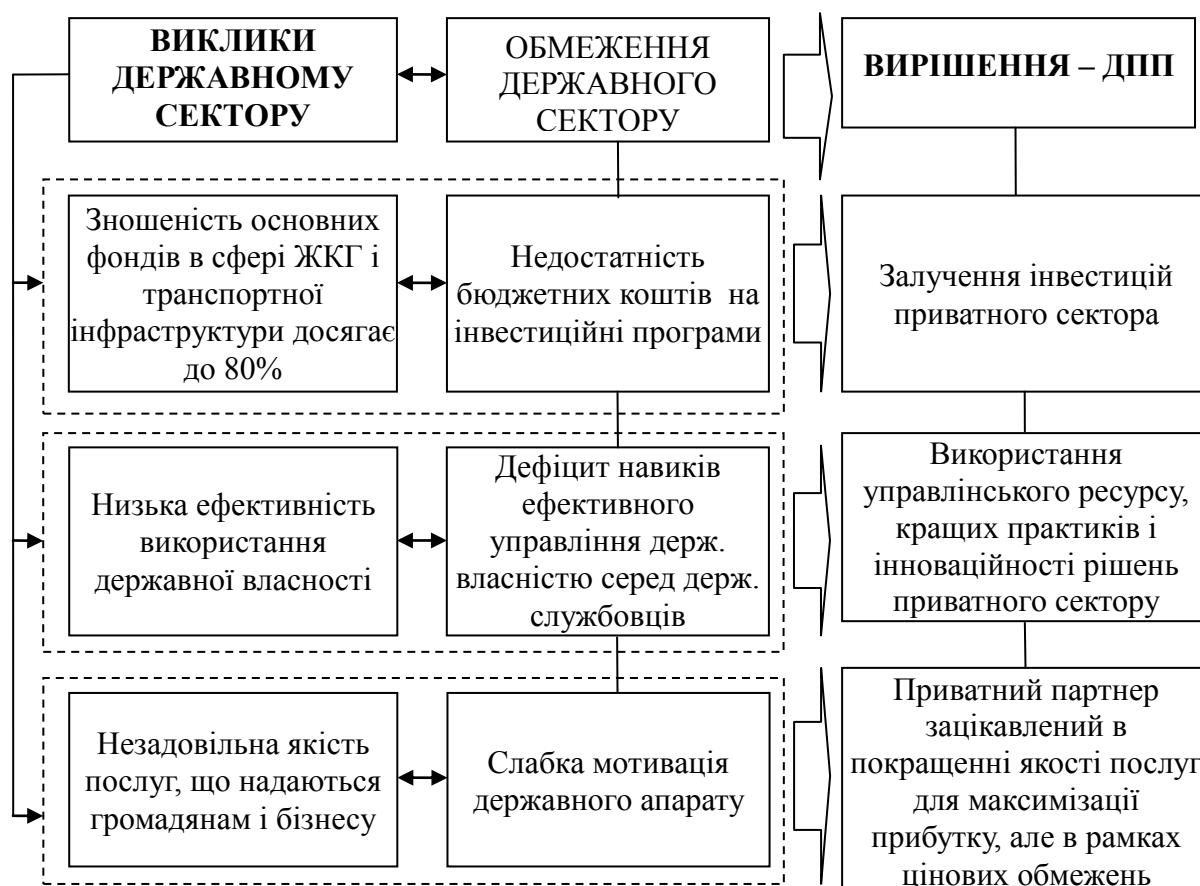 ВИКЛИКИ
ДЕРЖАВНОМУ
СЕКТОРУ
ОБМЕЖЕННЯ
ДЕРЖАВНОГО
СЕКТОРУ
ВИРІШЕННЯ – ДПП
Зношеність основних
фондів в сфері ЖКГ і
транспортної
інфраструктури досягає
до 80%
Недостатність
бюджетних коштів на
інвестиційні програми
Залучення інвестицій
приватного сектора
Низька ефективність
використання
державної власності
Дефіцит навиків
ефективного
управління держ.
власністю серед держ.
службовців
Використання
управлінського ресурсу,
кращих практиків і
інноваційності рішень
приватного сектору
Незадовільна якість
послуг, що надаються
громадянам і бізнесу
Слабка мотивація
державного апарату
Приватний партнер
зацікавлений в
покращенні якості послуг
для максимізації
прибутку, але в рамках
цінових обмежень